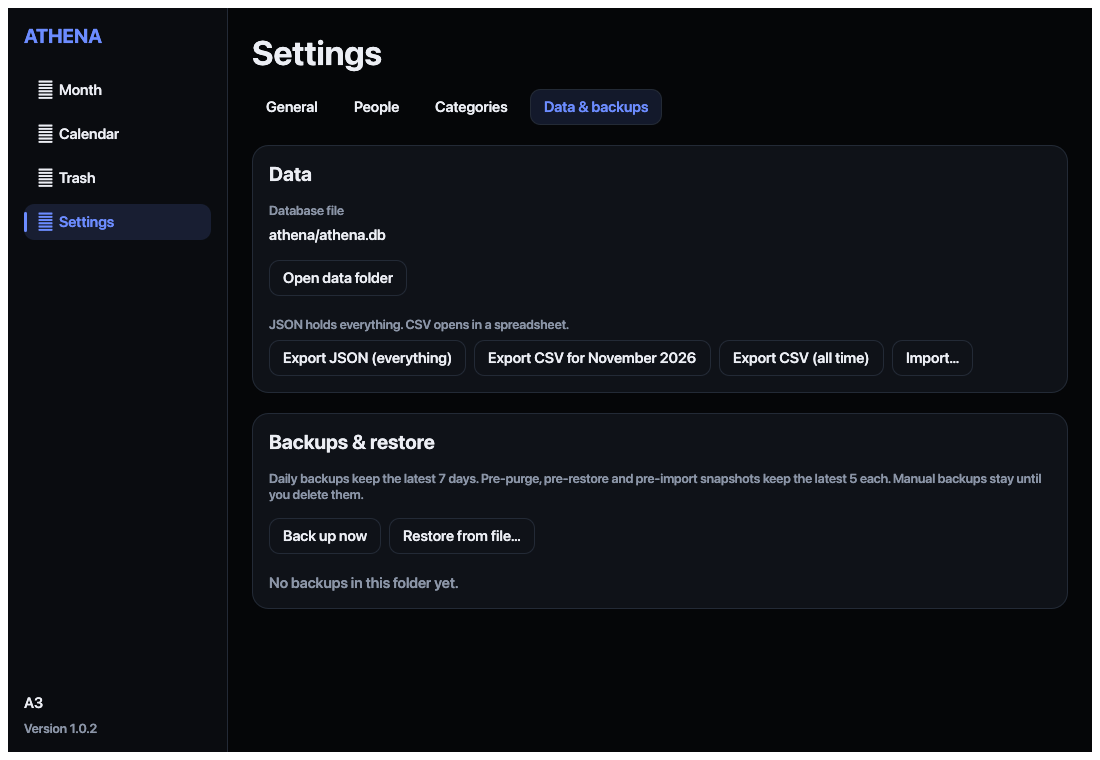 ATHENA
Month
Calendar
Trash
Settings
A3
Version 1.0.2
Settings
General People Categories Data & backups
Data
Database file
athena/athena.db
Open data folder
JSON holds everything. CSV opens in a spreadsheet.
Export JSON (everything) Export CSV for November 2026 Export CSV (all time) Import...
Backups & restore
Daily backups keep the latest 7 days. Pre-purge, pre-restore and pre-import snapshots keep the latest 5 each. Manual backups stay until
you delete them.
Back up now Restore from file...
No backups in this folder yet.